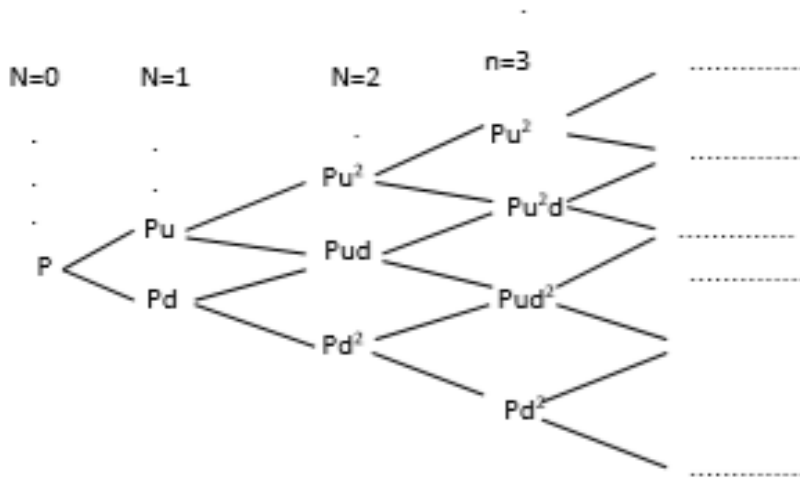 N=0 N=1 N=2 n=3
Pu²
Pu²
Pu²d
Pu
Pud
P
Pd
Pud²
Pd²
Pd²